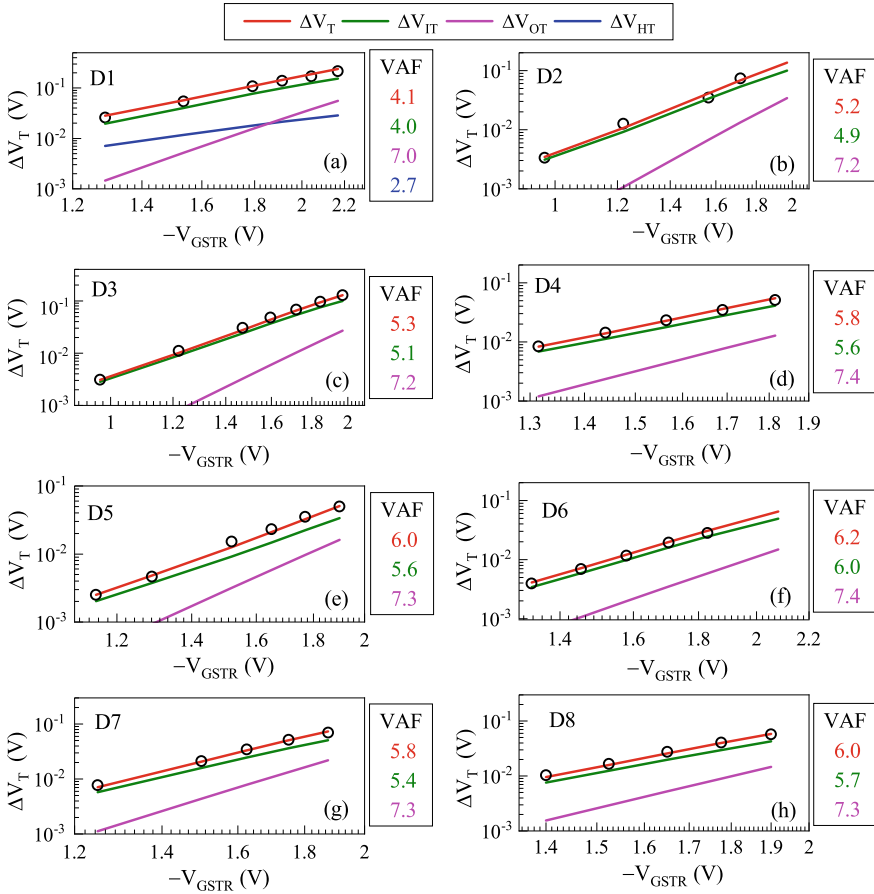 ΔV_T ΔV_IT ΔV_OT ΔV_HT
D1
ΔV_T (V)
10^-1
10^-2
10^-3
1.2 1.4 1.6 1.8 2 2.2
−V_GSTR (V)
(a)
VAF
4.1
4.0
7.0
2.7
D2
ΔV_T (V)
10^-1
10^-2
10^-3
1 1.2 1.4 1.6 1.8 2
−V_GSTR (V)
(b)
VAF
5.2
4.9
7.2
D3
ΔV_T (V)
10^-1
10^-2
10^-3
1 1.2 1.4 1.6 1.8 2
−V_GSTR (V)
(c)
VAF
5.3
5.1
7.2
D4
ΔV_T (V)
10^-1
10^-2
10^-3
1.3 1.4 1.5 1.6 1.7 1.8 1.9
−V_GSTR (V)
(d)
VAF
5.8
5.6
7.4
D5
ΔV_T (V)
10^-1
10^-2
10^-3
1.2 1.4 1.6 1.8 2
−V_GSTR (V)
(e)
VAF
6.0
5.6
7.3
D6
ΔV_T (V)
10^-1
10^-2
10^-3
1.4 1.6 1.8 2 2.2
−V_GSTR (V)
(f)
VAF
6.2
6.0
7.4
D7
ΔV_T (V)
10^-1
10^-2
10^-3
1.2 1.4 1.6 1.8 2
−V_GSTR (V)
(g)
VAF
5.8
5.4
7.3
D8
ΔV_T (V)
10^-1
10^-2
10^-3
1.4 1.5 1.6 1.7 1.8 1.9 2
−V_GSTR (V)
(h)
VAF
6.0
5.7
7.3